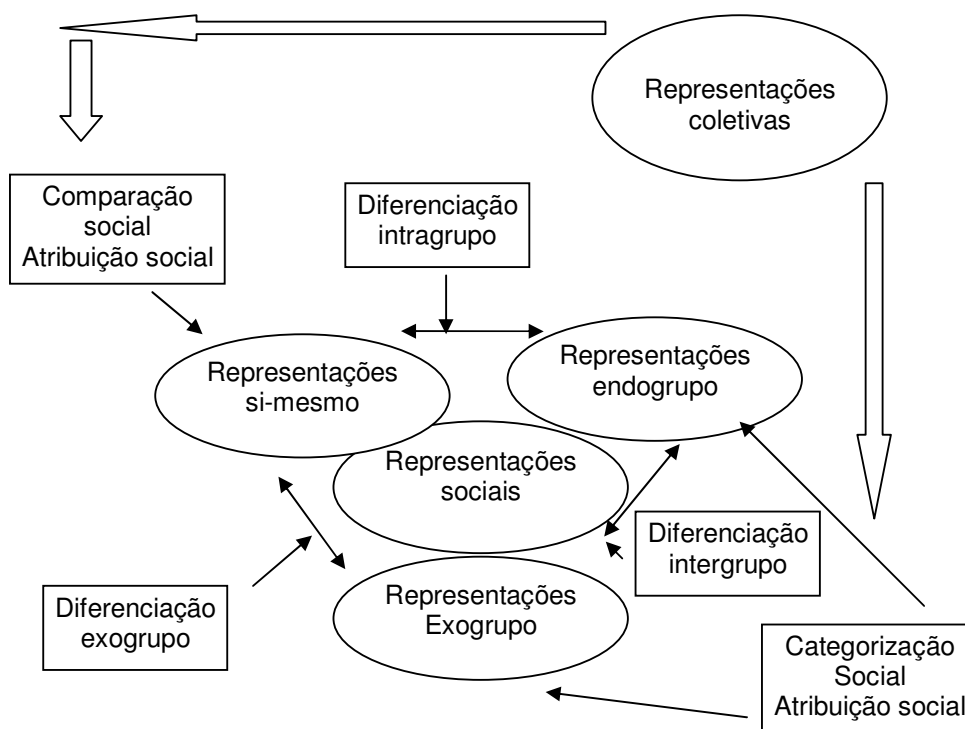 Representações
coletivas
Comparação
social
Atribuição social
Diferenciação
intragrupo
Representações
si-mesmo
Representações
endogrupo
Representações
sociais
Diferenciação
intergrupo
Diferenciação
exogrupo
Representações
Exogrupo
Categorização
Social
Atribuição social